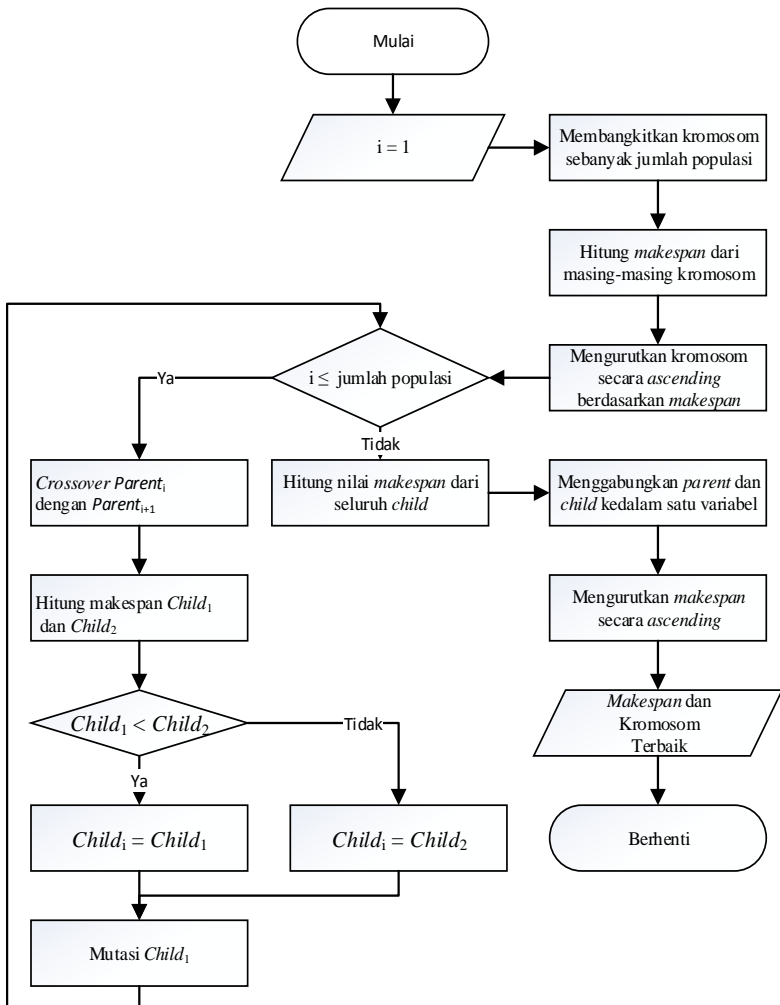 Mulai
i = 1
Membangkitkan kromosom
sebanyak jumlah populasi
Hitung makespan dari
masing-masing kromosom
Mengurutkan kromosom
secara ascending
berdasarkan makespan
i ≤ jumlah populasi
Ya
Tidak
Crossover Parentᵢ
dengan Parentᵢ₊₁
Hitung makespan Child₁
dan Child₂
Child₁ < Child₂
Tidak
Ya
Childᵢ = Child₁
Childᵢ = Child₂
Mutasi Child₁
Hitung nilai makespan dari
seluruh child
Menggabungkan parent dan
child kedalam satu variabel
Mengurutkan makespan
secara ascending
Makespan dan
Kromosom
Terbaik
Berhenti